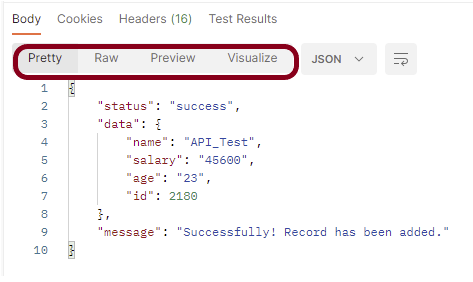 Body Cookies Headers (16) Test Results
Pretty Raw Preview Visualize JSON
1 {
2 "status": "success",
3 "data": {
4 "name": "API_Test",
5 "salary": "45600",
6 "age": "23",
7 "id": 2180
8 },
9 "message": "Successfully! Record has been added."
10 }